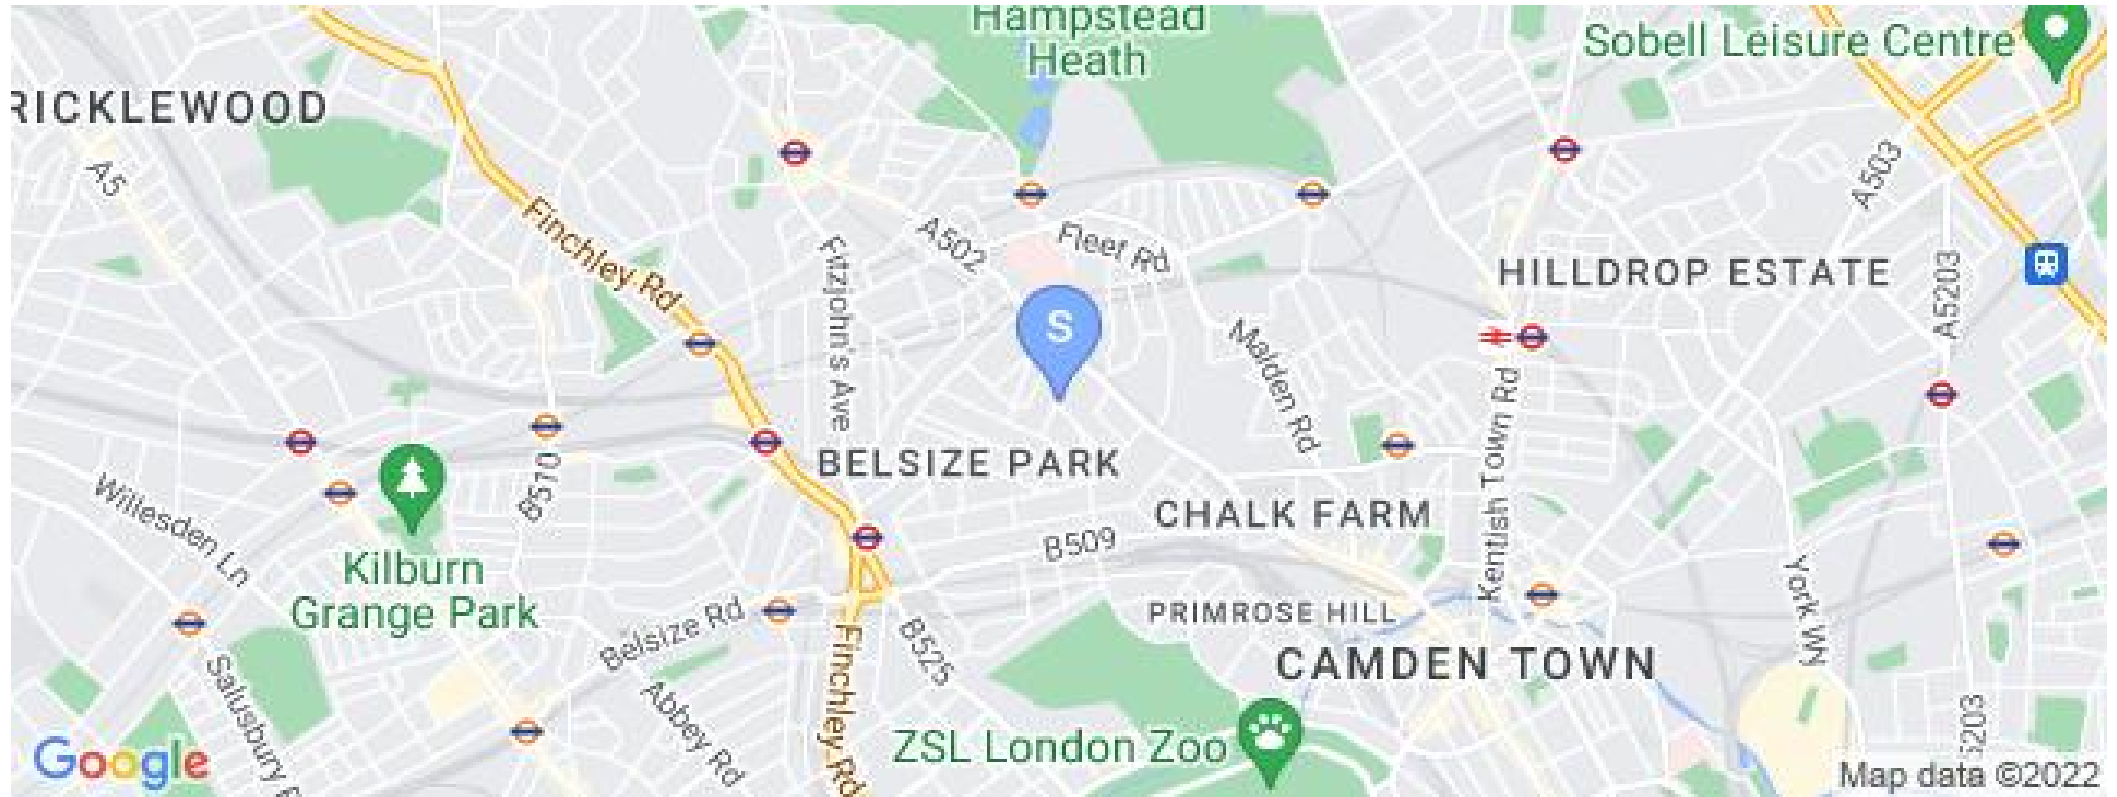 Hampstead
Heath
Sobell Leisure Centre
RICKLEWOOD
A5
A503
Finchley Rd
Fitzjohn's Ave
A502
Fleet Rd
HILLDROP ESTATE
A5203
S
Malden Rd
Kentish Town Rd
BELSIZE PARK
Willesden Ln
B510
CHALK FARM
B509
Kilburn
Grange Park
York Wy
PRIMROSE HILL
Belsize Rd
B525
CAMDEN TOWN
Salusbury
Abbey Rd
Finchley Rd
ZSL London Zoo
5203
Google
Map data ©2022